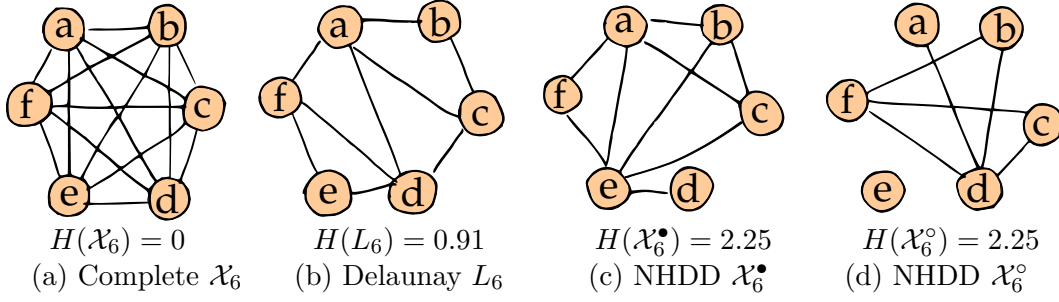 a b c d e f
a b c d e f
a b c d e f
a b c d e f
H(𝒳₆) = 0
H(L₆) = 0.91
H(𝒳₆•) = 2.25
H(𝒳₆°) = 2.25
(a) Complete 𝒳₆
(b) Delaunay L₆
(c) NHDD 𝒳₆•
(d) NHDD 𝒳₆°